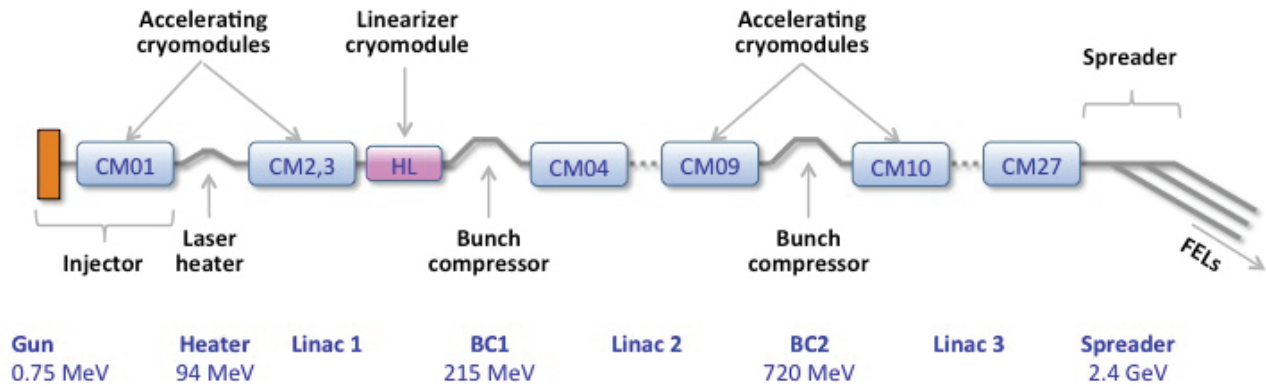 Accelerating
cryomodules
Linearizer
cryomodule
Accelerating
cryomodules
Spreader
CM01
CM2,3
HL
CM04
CM09
CM10
CM27
Injector
Laser
heater
Bunch
compressor
Bunch
compressor
FELs
Gun
0.75 MeV
Heater
94 MeV
Linac 1
BC1
215 MeV
Linac 2
BC2
720 MeV
Linac 3
Spreader
2.4 GeV